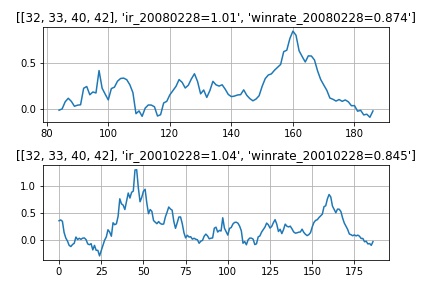 [[32, 33, 40, 42], 'ir_20080228=1.01', 'winrate_20080228=0.874']
0.5
0.0
80 100 120 140 160 180
[[32, 33, 40, 42], 'ir_20010228=1.04', 'winrate_20010228=0.845']
1.0
0.5
0.0
0 25 50 75 100 125 150 175